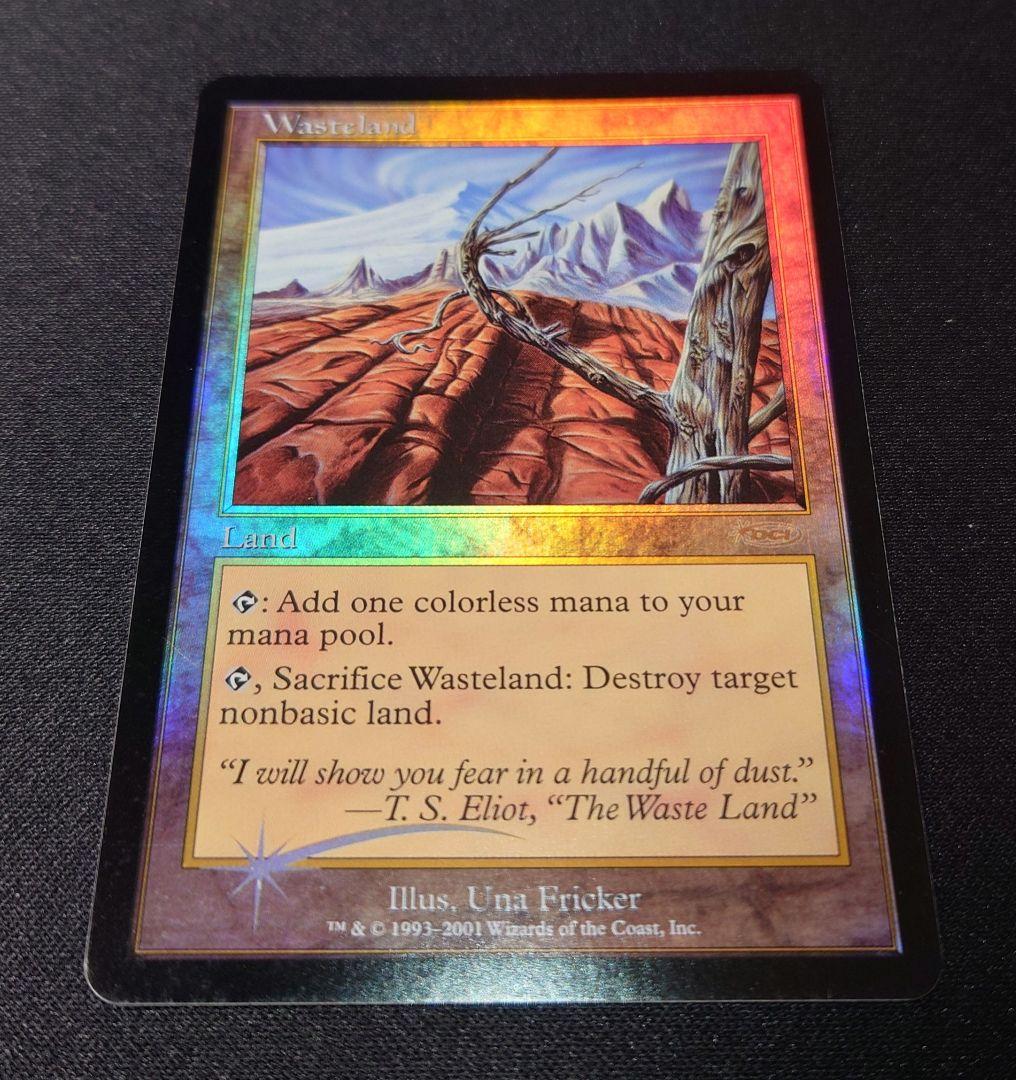 Wasteland
Land
DCI
: Add one colorless mana to your
mana pool.
, Sacrifice Wasteland: Destroy target
nonbasic land.
“I will show you fear in a handful of dust.”
—T. S. Eliot, “The Waste Land”
Illus. Una Fricker
™ & © 1993–2001 Wizards of the Coast, Inc.